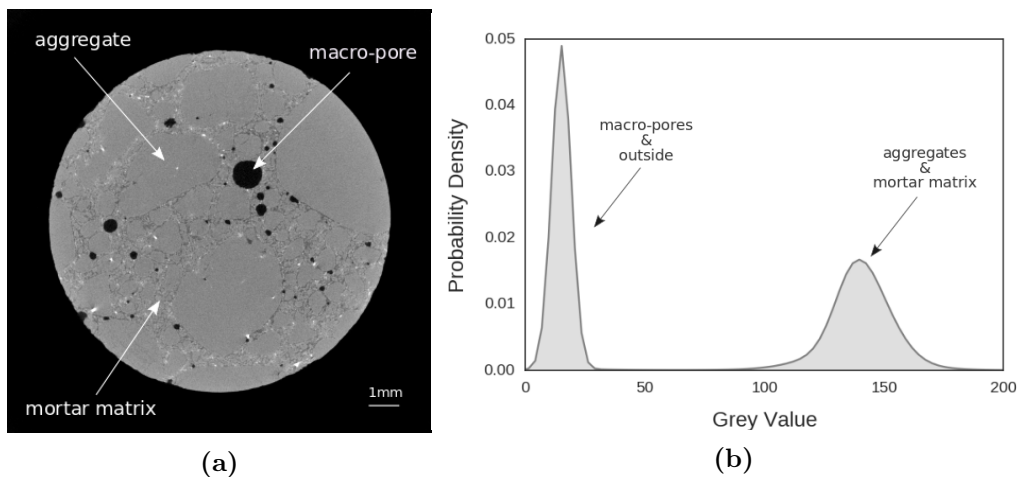 aggregate
macro-pore
mortar matrix
1mm
(a)
0.05
0.04
0.03
0.02
0.01
0.00
Probability Density
macro-pores
&
outside
aggregates
&
mortar matrix
0
50
100
150
200
Grey Value
(b)